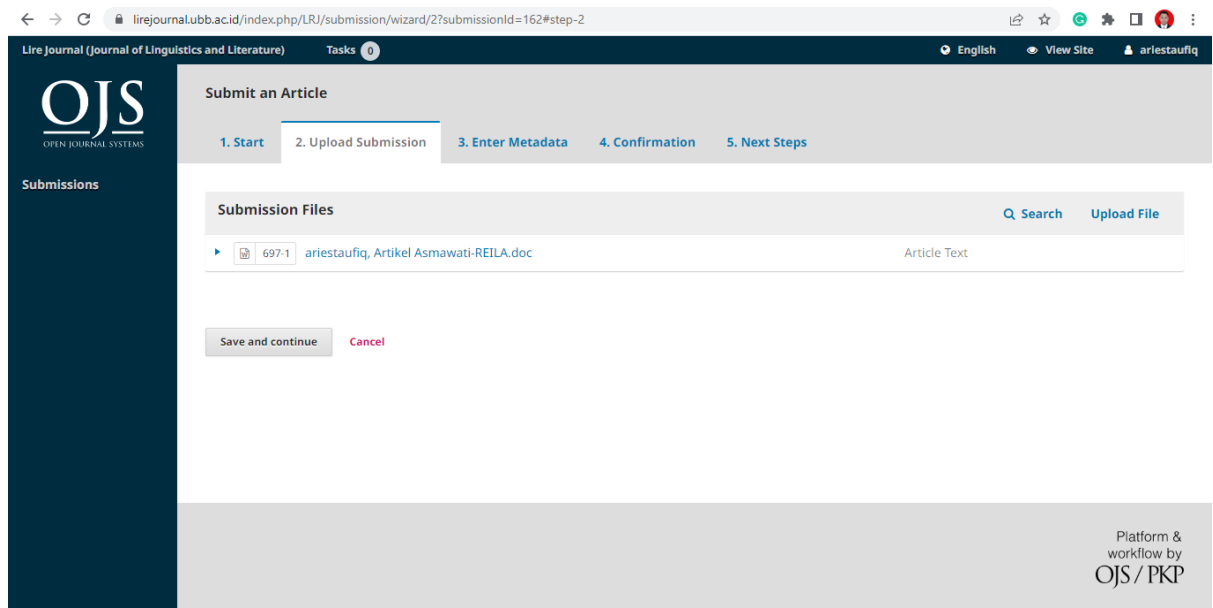 lirejournal.ubb.ac.id/index.php/LRJ/submission/wizard/2?submissionId=162#step-2
Lire Journal (Journal of Linguistics and Literature) Tasks 0 English View Site ariestaufiq
OJS
OPEN JOURNAL SYSTEMS
Submissions
Submit an Article
1. Start 2. Upload Submission 3. Enter Metadata 4. Confirmation 5. Next Steps
Submission Files Search Upload File
W 697-1 ariestaufiq, Artikel Asmawati-REILA.doc Article Text
Save and continue Cancel
Platform &
workflow by
OJS / PKP